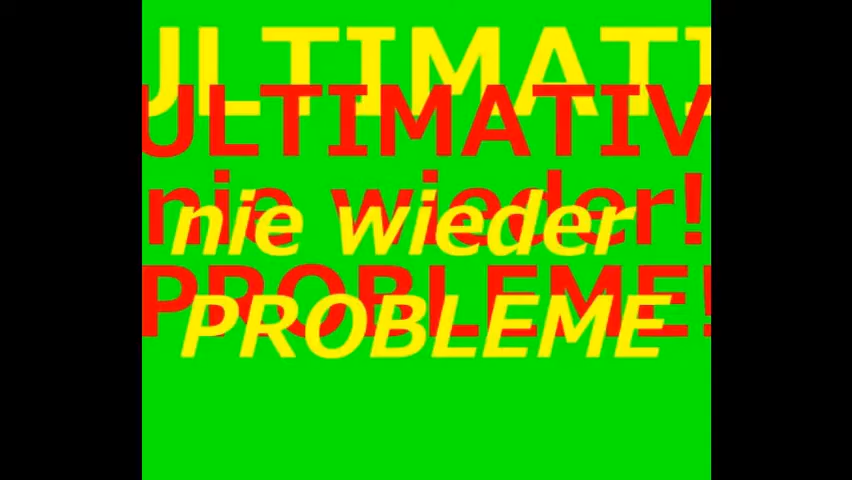 ULTIMATI
ULTIMATIV
nie wieder!
nie wieder
PROBLEME!
PROBLEME